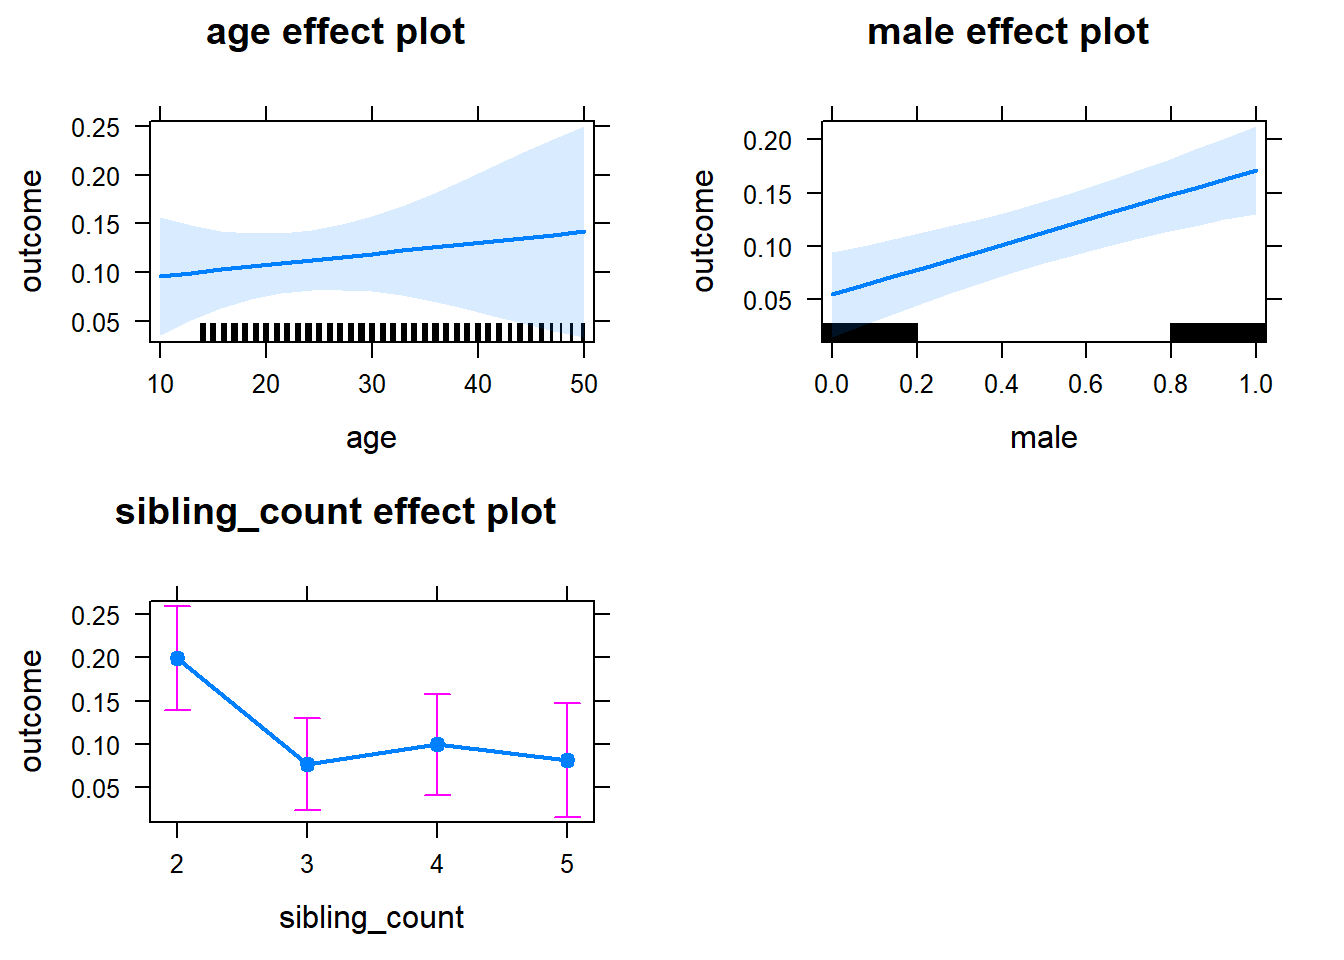 age effect plot
outcome
0.25
0.20
0.15
0.10
0.05
10 20 30 40 50
age
male effect plot
outcome
0.20
0.15
0.10
0.05
0.0 0.2 0.4 0.6 0.8 1.0
male
sibling_count effect plot
outcome
0.25
0.20
0.15
0.10
0.05
2 3 4 5
sibling_count